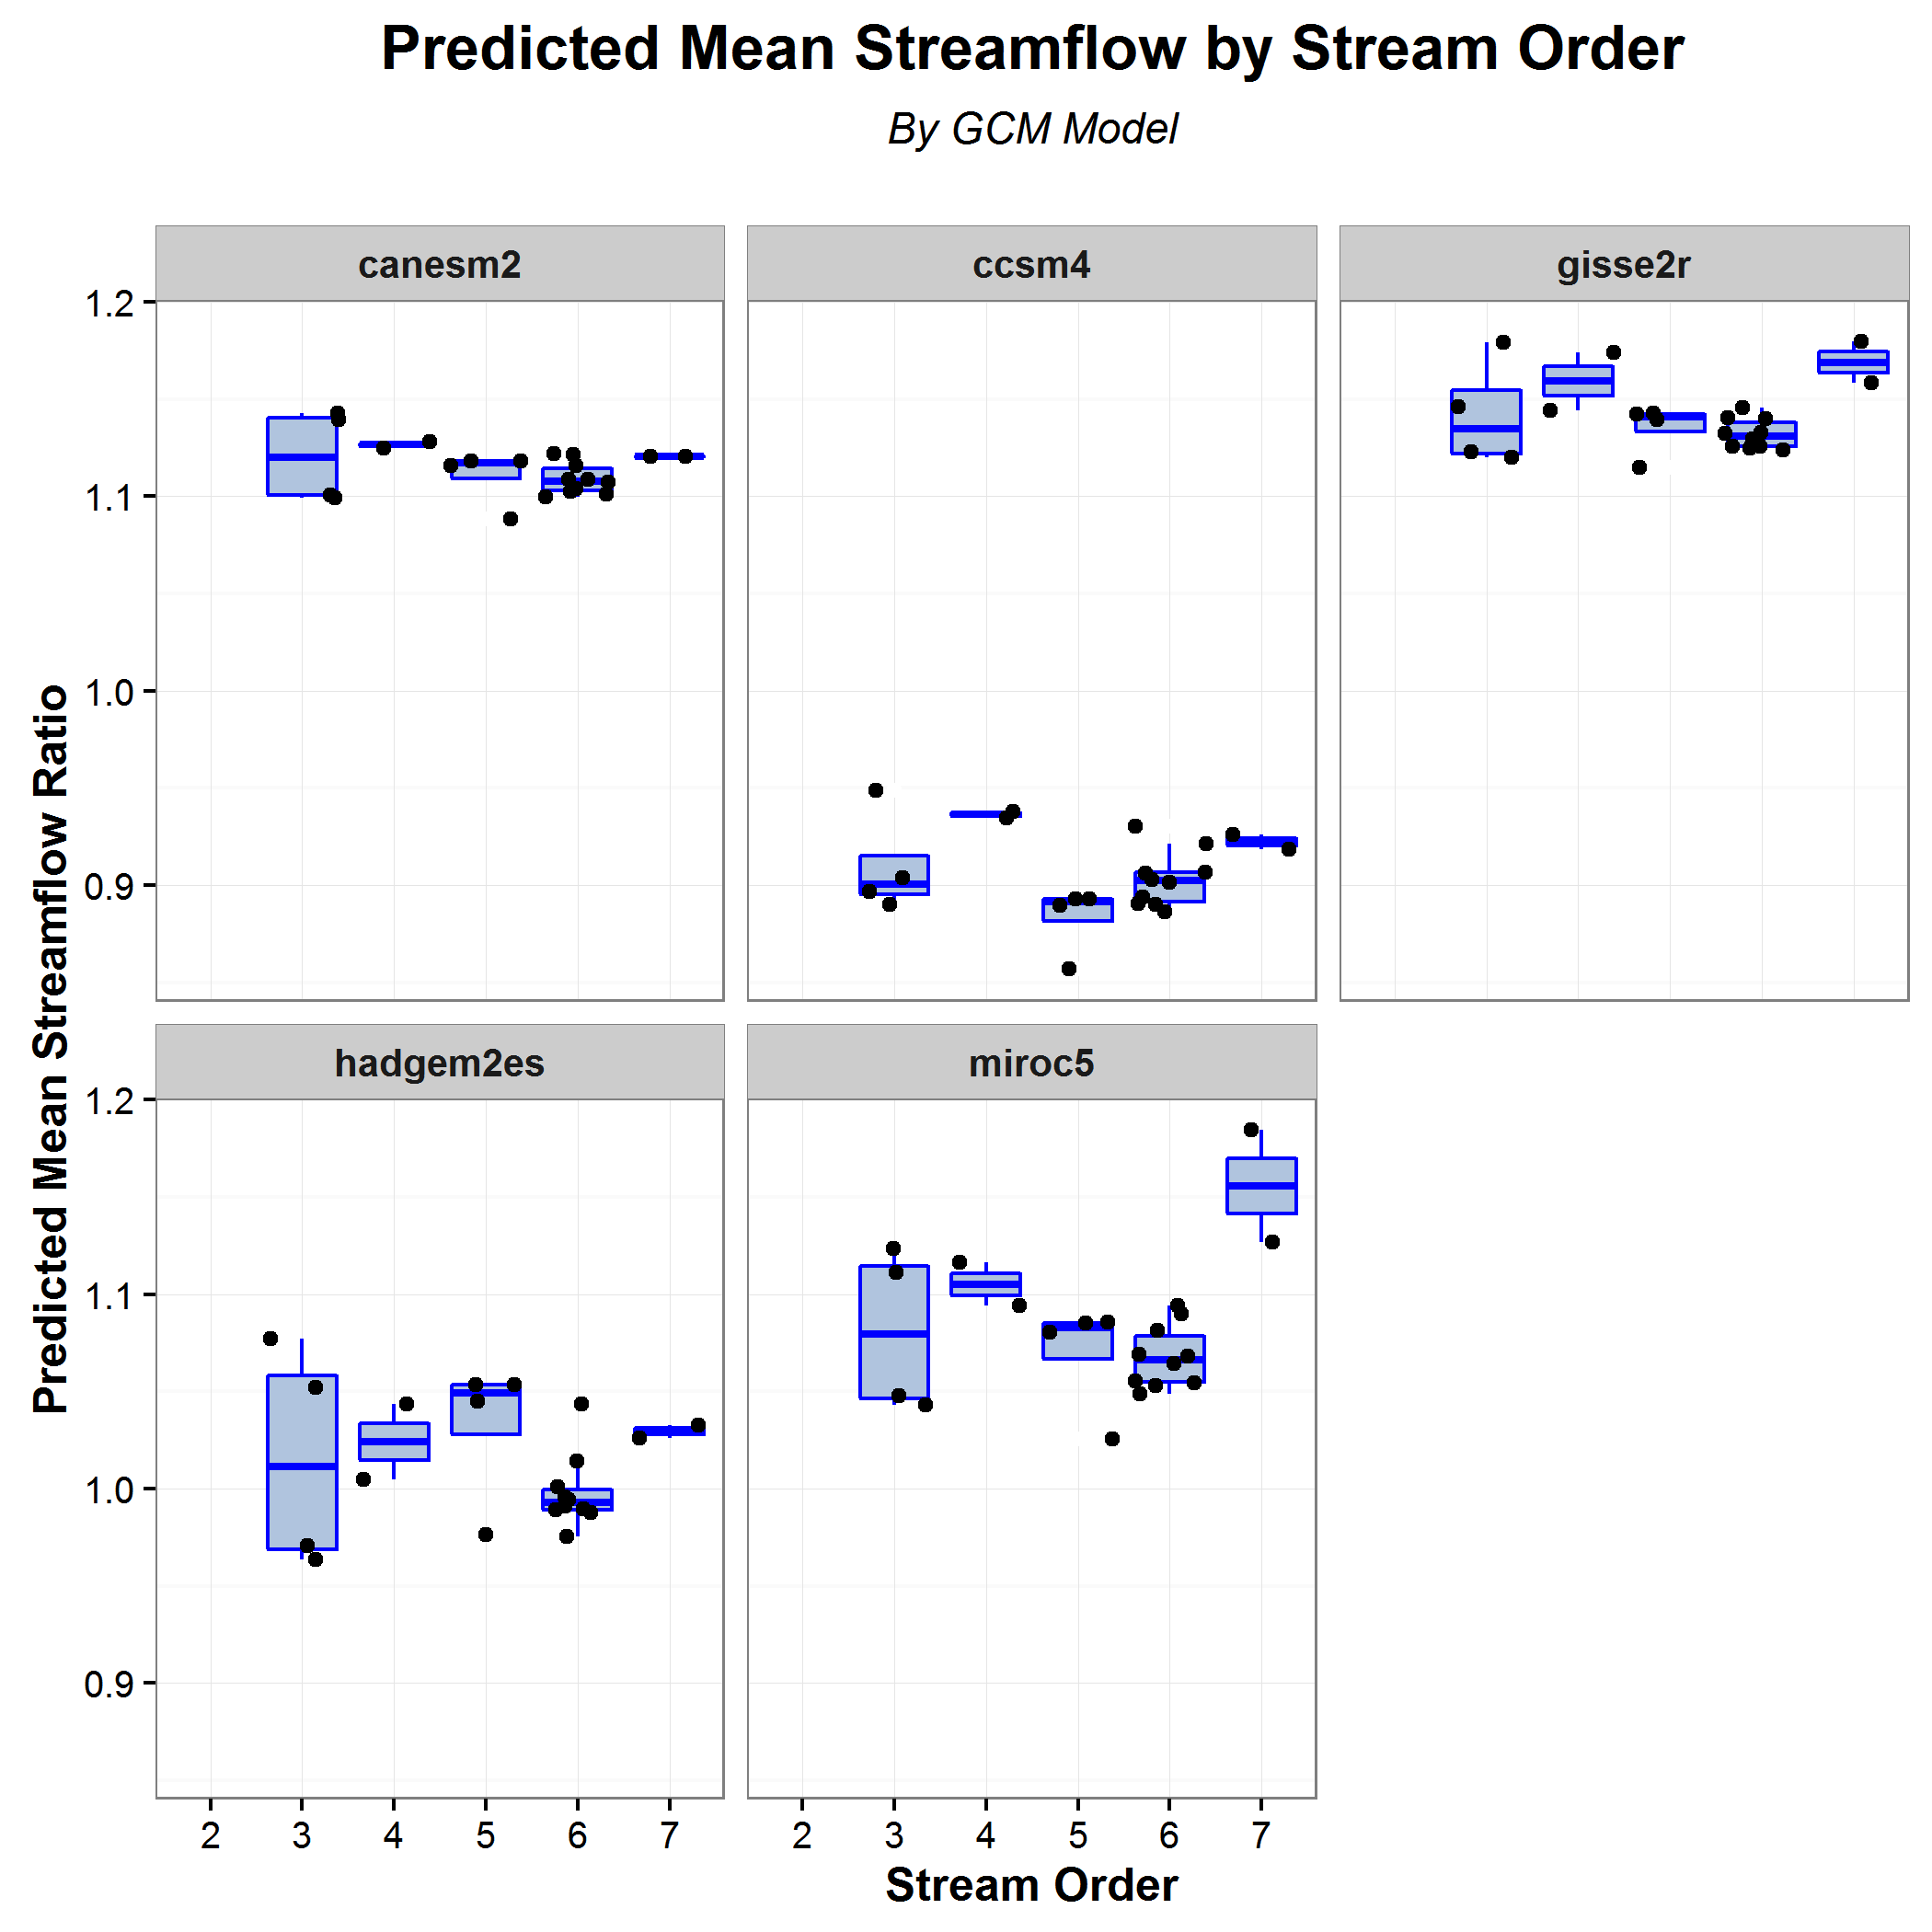 Predicted Mean Streamflow by Stream Order
By GCM Model
canesm2
ccsm4
gisse2r
1.2
1.1
1.0
0.9
hadgem2es
miroc5
1.2
1.1
1.0
0.9
Predicted Mean Streamflow Ratio
2 3 4 5 6 7
2 3 4 5 6 7
Stream Order